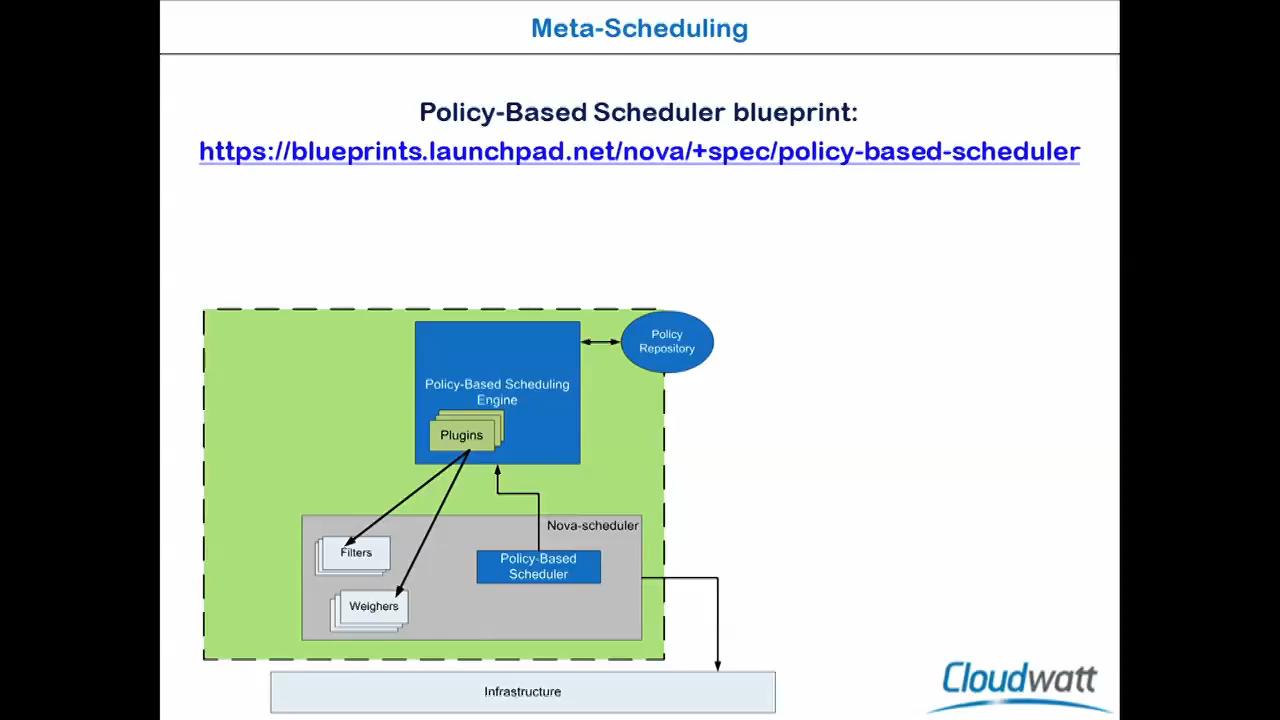 Meta-Scheduling
Policy-Based Scheduler blueprint:
https://blueprints.launchpad.net/nova/+spec/policy-based-scheduler
Policy
Repository
Policy-Based Scheduling
Engine
Plugins
Nova-scheduler
Filters
Policy-Based
Scheduler
Weighers
Infrastructure
Cloudwatt